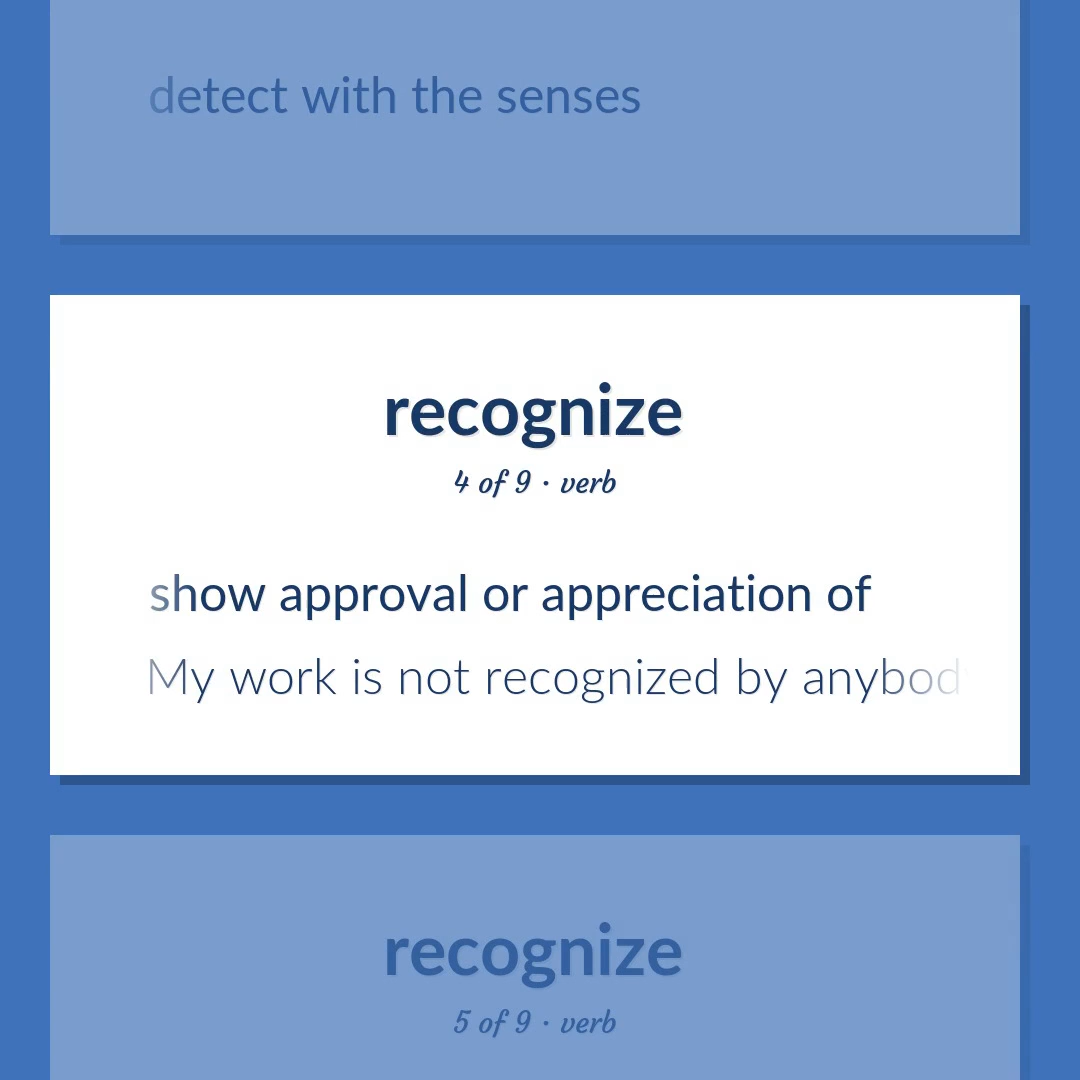 detect with the senses
recognize
4 of 9 · verb
show approval or appreciation of
My work is not recognized by
recognize
5 of 9 · verb